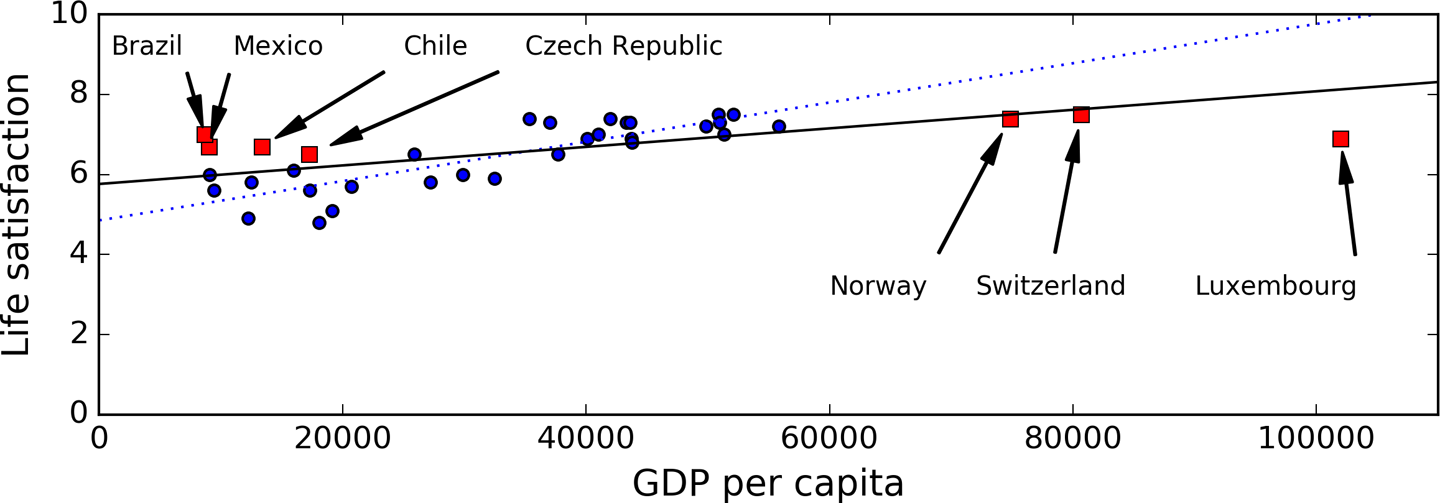 Brazil
Mexico
Chile
Czech Republic
Norway
Switzerland
Luxembourg
Life satisfaction
10
8
6
4
2
0
0
20000
40000
60000
80000
100000
GDP per capita